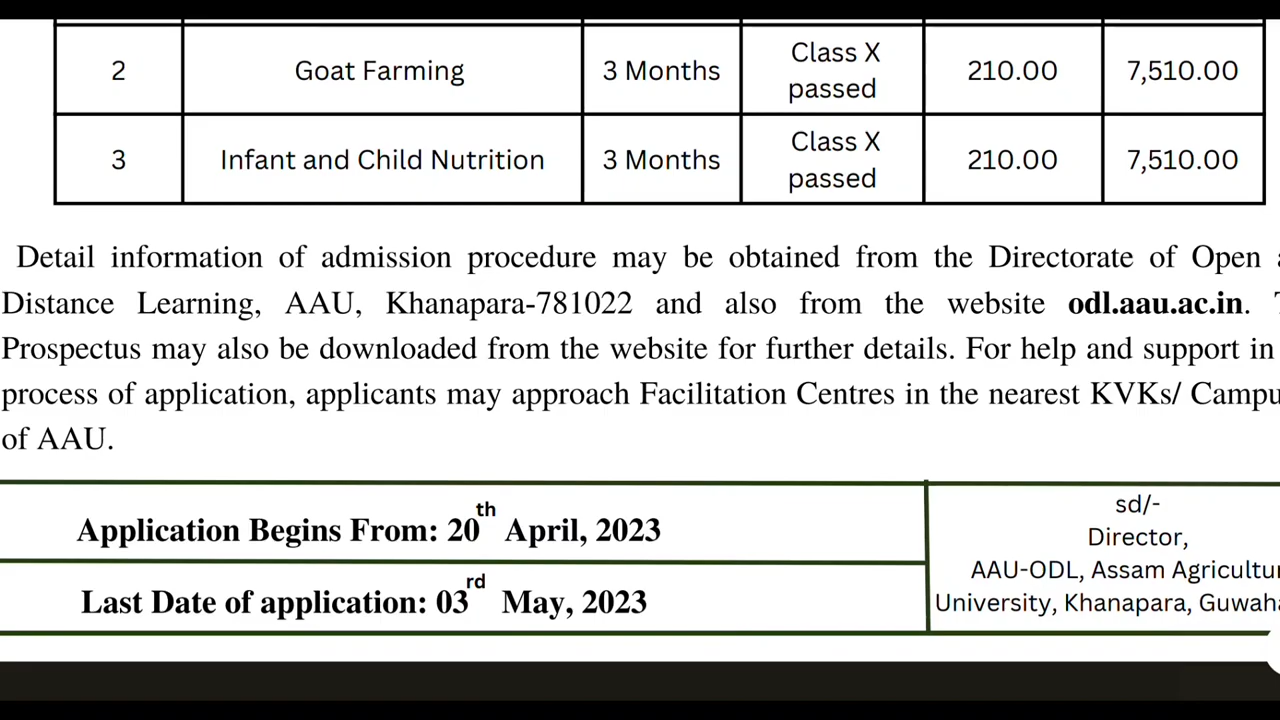 2 Goat Farming 3 Months Class X passed 210.00 7,510.00
3 Infant and Child Nutrition 3 Months Class X passed 210.00 7,510.00
Detail information of admission procedure may be obtained from the Directorate of Open
Distance Learning, AAU, Khanapara-781022 and also from the website odl.aau.ac.in.
Prospectus may also be downloaded from the website for further details. For help and support in
process of application, applicants may approach Facilitation Centres in the nearest KVKs/ Campu
of AAU.
Application Begins From: 20th April, 2023
Last Date of application: 03rd May, 2023
sd/-
Director,
AAU-ODL, Assam Agricultur
University, Khanapara, Guwaha